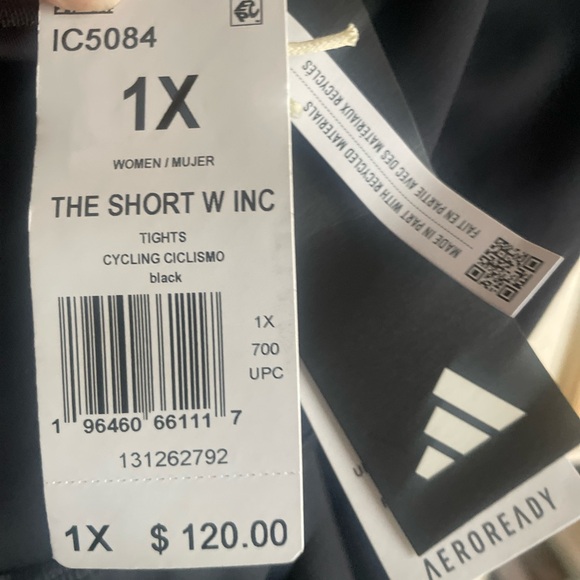 IC5084
1X
WOMEN / MUJER
THE SHORT W INC
TIGHTS
CYCLING CICLISMO
black
1X
700
UPC
1 96460 66111 7
131262792
1X $ 120.00
MADE IN PART WITH RECYCLED MATERIALS
FAIT EN PARTIE AVEC DES MATÉRIAUX RECYCLÉS
AEROREADY